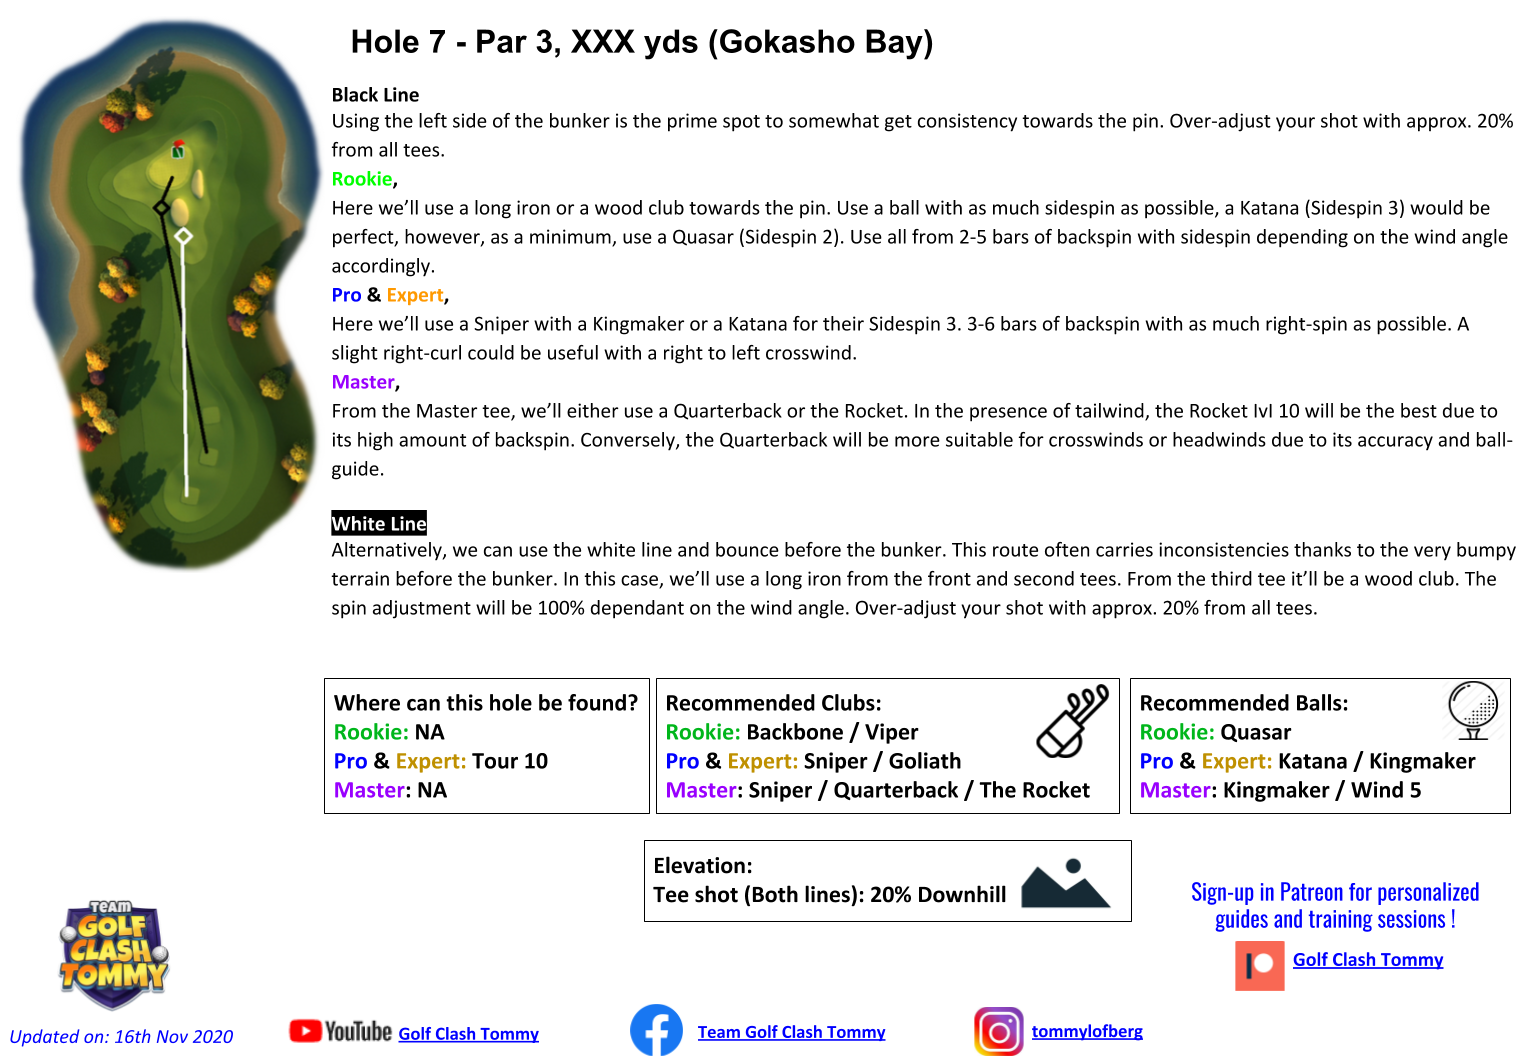 Hole 7 - Par 3, XXX yds (Gokasho Bay)
Black Line
Using the left side of the bunker is the prime spot to somewhat get consistency towards the pin. Over-adjust your shot with approx. 20%
from all tees.
Rookie,
Here we’ll use a long iron or a wood club towards the pin. Use a ball with as much sidespin as possible, a Katana (Sidespin 3) would be
perfect, however, as a minimum, use a Quasar (Sidespin 2). Use all from 2-5 bars of backspin with sidespin depending on the wind angle
accordingly.
Pro & Expert,
Here we’ll use a Sniper with a Kingmaker or a Katana for their Sidespin 3. 3-6 bars of backspin with as much right-spin as possible. A
slight right-curl could be useful with a right to left crosswind.
Master,
From the Master tee, we’ll either use a Quarterback or the Rocket. In the presence of tailwind, the Rocket lvl 10 will be the best due to
its high amount of backspin. Conversely, the Quarterback will be more suitable for crosswinds or headwinds due to its accuracy and ball-
guide.
White Line
Alternatively, we can use the white line and bounce before the bunker. This route often carries inconsistencies thanks to the very bumpy
terrain before the bunker. In this case, we’ll use a long iron from the front and second tees. From the third tee it’ll be a wood club. The
spin adjustment will be 100% dependant on the wind angle. Over-adjust your shot with approx. 20% from all tees.
Where can this hole be found?
Rookie: NA
Pro & Expert: Tour 10
Master: NA
Recommended Clubs:
Rookie: Backbone / Viper
Pro & Expert: Sniper / Goliath
Master: Sniper / Quarterback / The Rocket
Recommended Balls:
Rookie: Quasar
Pro & Expert: Katana / Kingmaker
Master: Kingmaker / Wind 5
Elevation:
Tee shot (Both lines): 20% Downhill
Sign-up in Patreon for personalized
guides and training sessions !
Golf Clash Tommy
TEAM
GOLF
CLASH
TOMMY
Updated on: 16th Nov 2020
YouTube Golf Clash Tommy
Team Golf Clash Tommy
tommylofberg